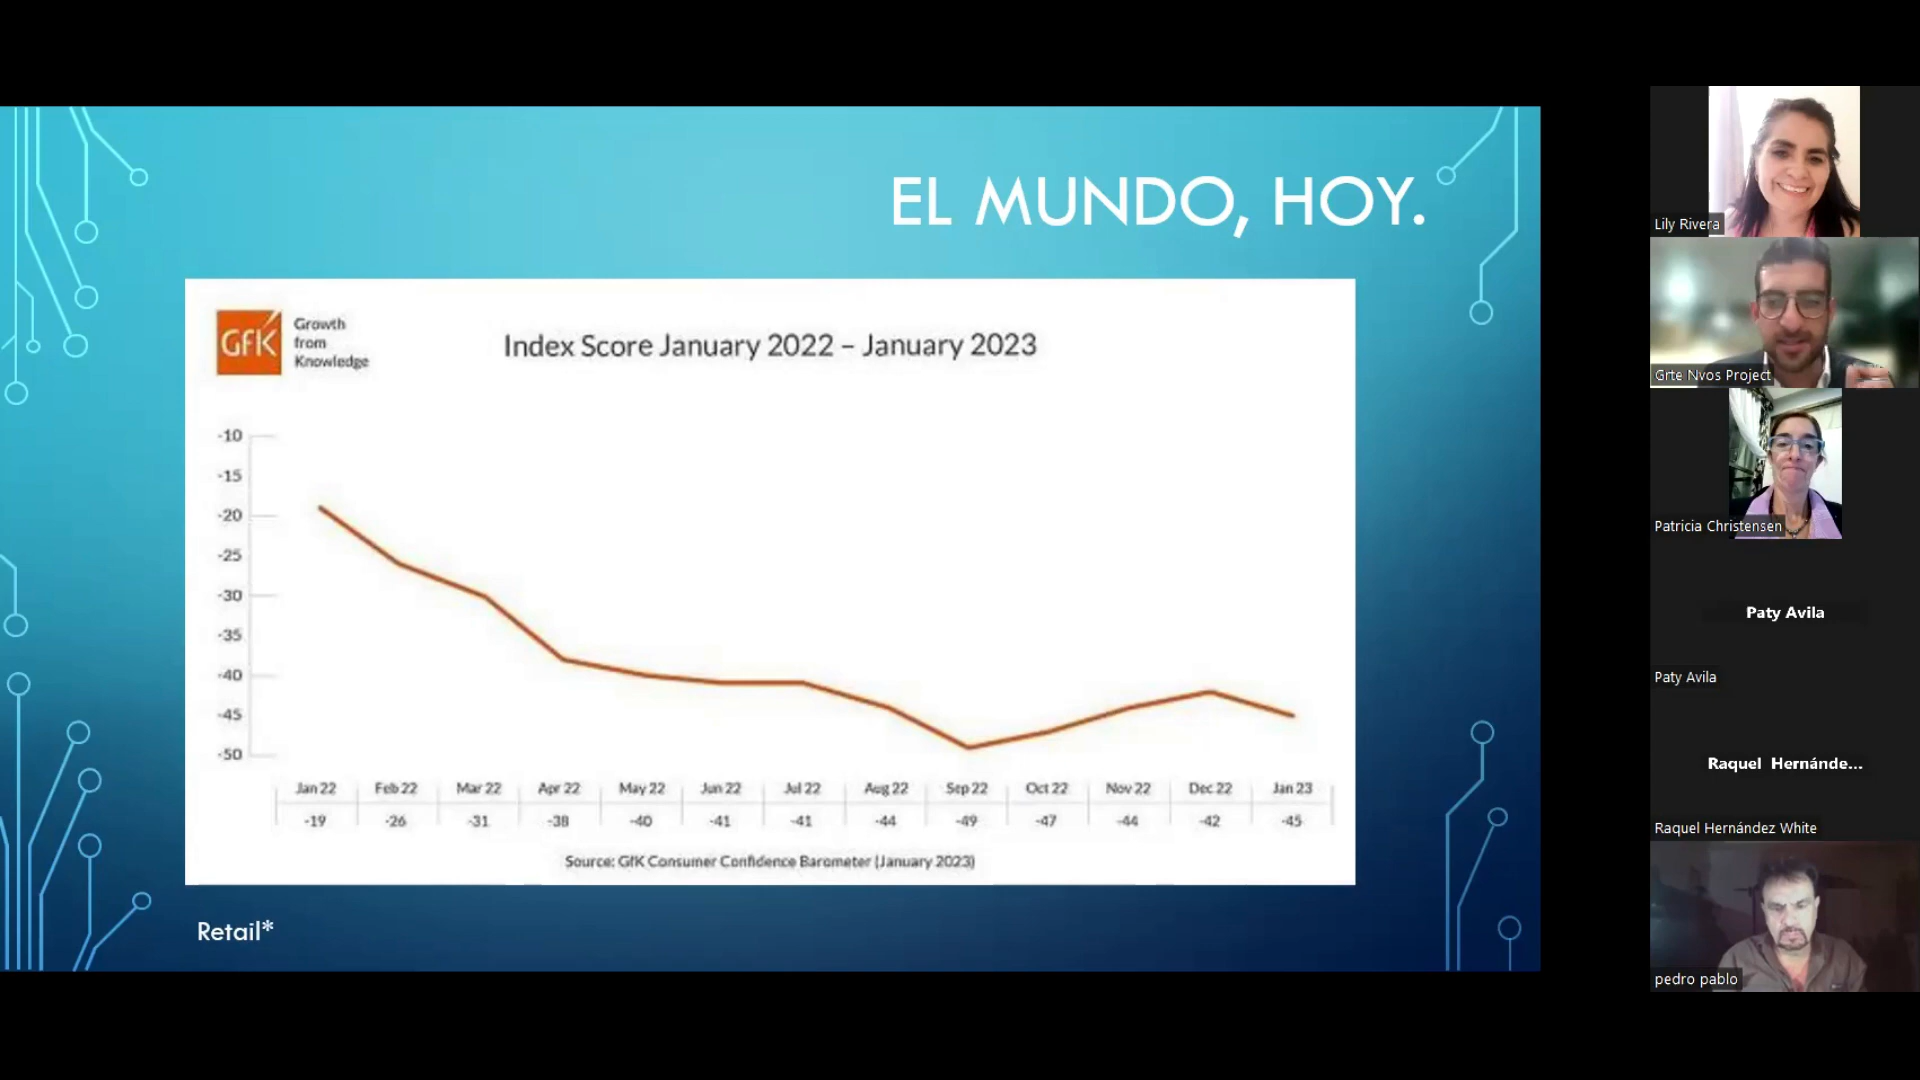 EL MUNDO, HOY.
GfK
Growth
from
Knowledge
Index Score January 2022 – January 2023
-10
-15
-20
-25
-30
-35
-40
-45
-50
Jan 22 Feb 22 Mar 22 Apr 22 May 22 Jun 22 Jul 22 Aug 22 Sep 22 Oct 22 Nov 22 Dec 22 Jan 23
-19 -26 -31 -38 -40 -41 -41 -44 -49 -47 -44 -42 -45
Source: GfK Consumer Confidence Barometer (January 2023)
Retail*
Lily Rivera
Grte Nvos Project
Patricia Christensen
Paty Avila
Paty Avila
Raquel Hernánde...
Raquel Hernández White
pedro pablo